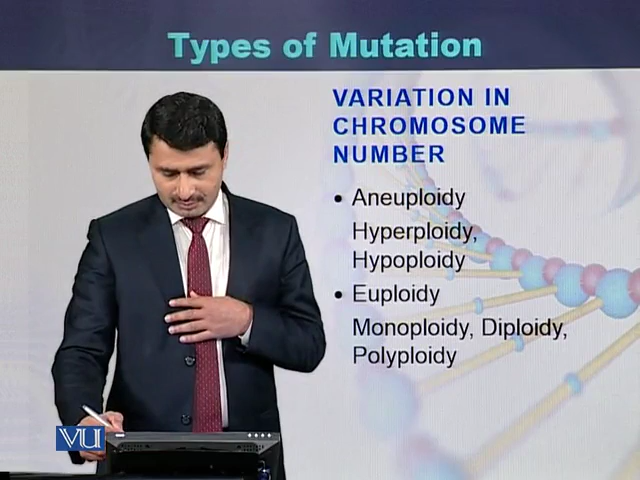 Types of Mutation
VARIATION IN
CHROMOSOME
NUMBER
• Aneuploidy
Hyperploidy,
Hypoploidy
• Euploidy
Monoploidy, Diploidy,
Polyploidy
VU